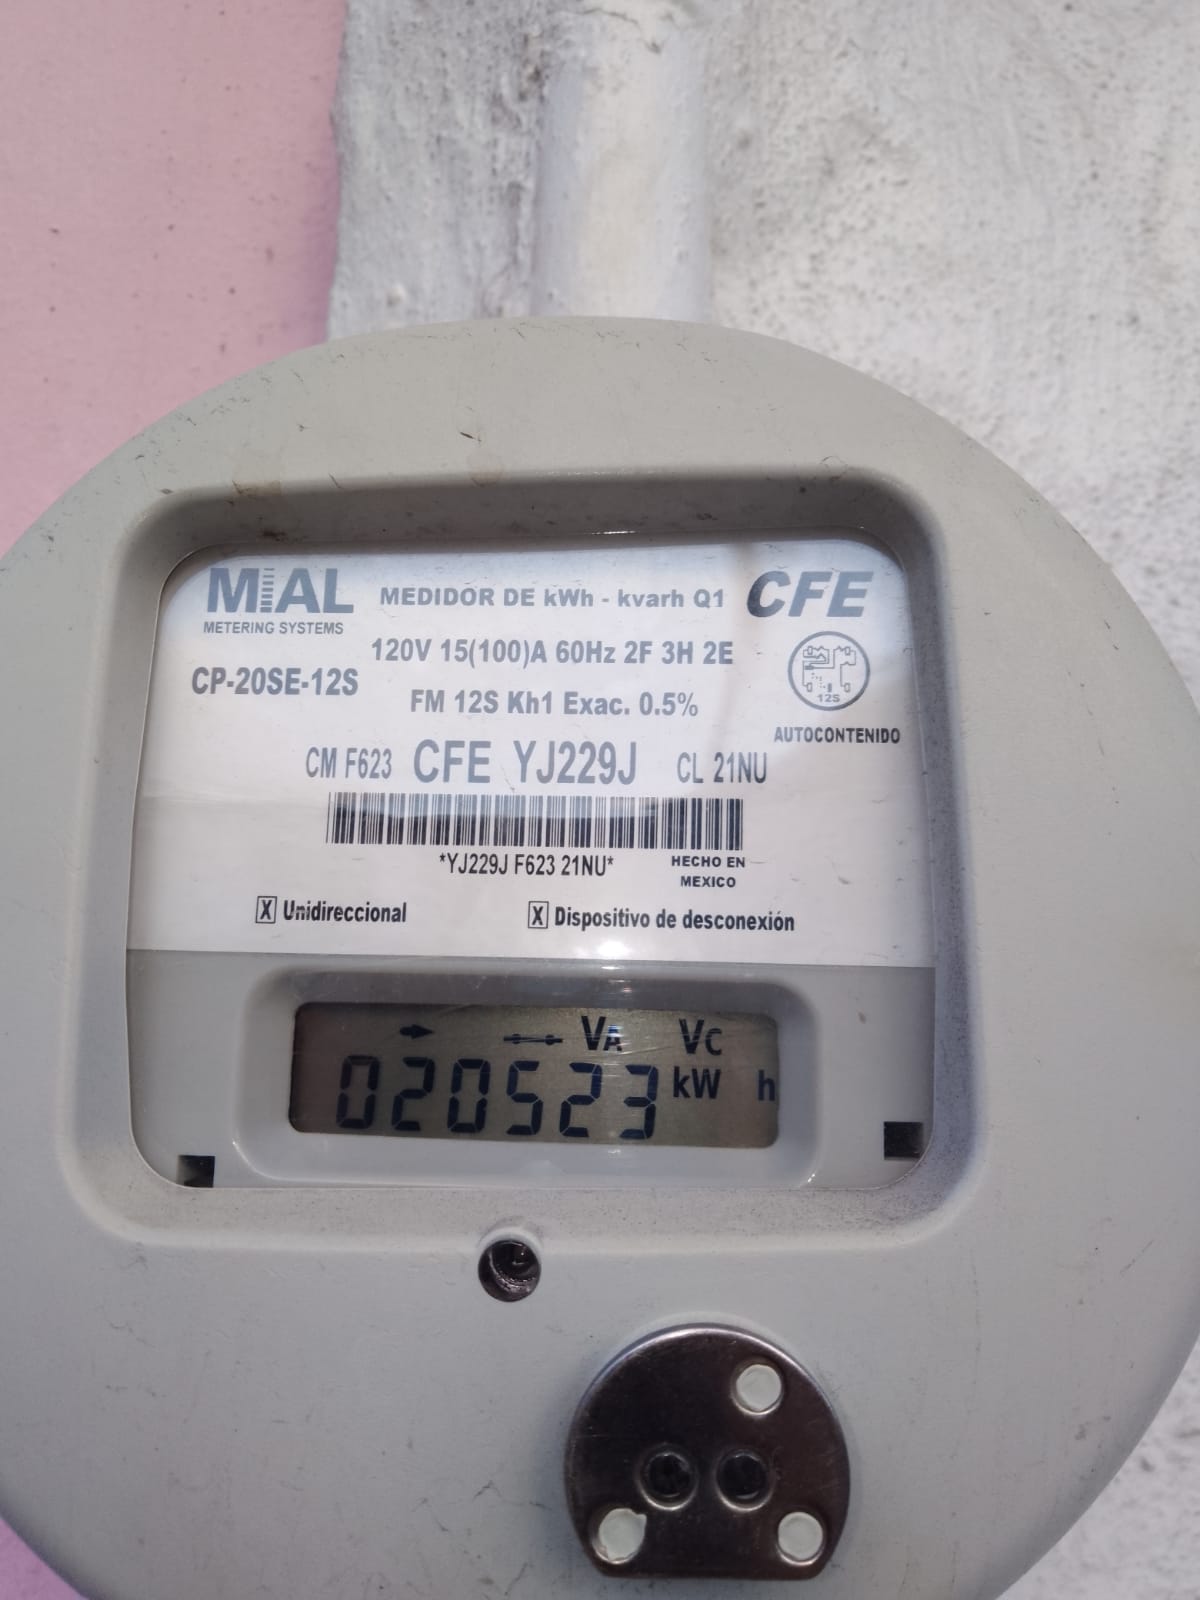 MIAL
METERING SYSTEMS
MEDIDOR DE kWh - kvarh Q1
CFE
120V 15(100)A 60Hz 2F 3H 2E
CP-20SE-12S
FM 12S Kh1 Exac. 0.5%
12S
AUTOCONTENIDO
CM F623 CFE YJ229J CL 21NU
*YJ229J F623 21NU*
HECHO EN
MEXICO
X Unidireccional
X Dispositivo de desconexión
VA VC
020523 kW h